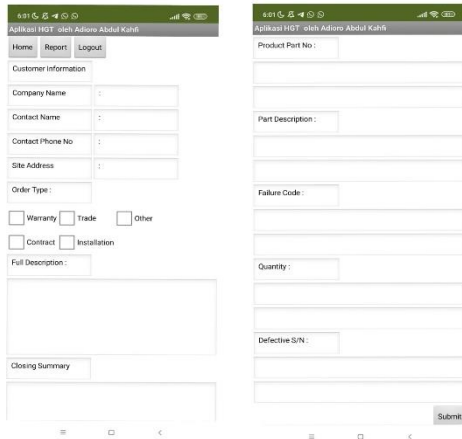 6:01
Aplikasi HGT oleh Adioro Abdul Kahfi
Home Report Logout
Customer Information
Company Name :
Contact Name :
Contact Phone No :
Site Address :
Order Type :
Warranty Trade Other
Contract Installation
Full Description :
Closing Summary
6:01
Aplikasi HGT oleh Adioro Abdul Kahfi
Product Part No :
Part Description :
Failure Code :
Quantity :
Defective S/N :
Submit